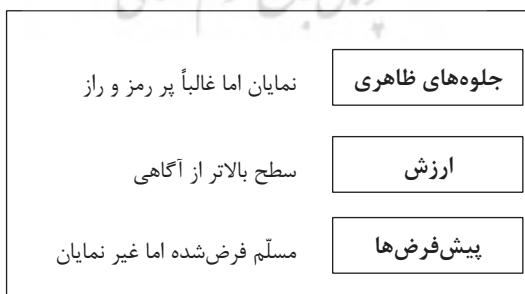 جلوه‌های ظاهری نمایان اما غالباً پر رمز و راز
ارزش سطح بالاتر از آگاهی
پیش‌فرض‌ها مسلّم فرض‌شده اما غیر نمایان